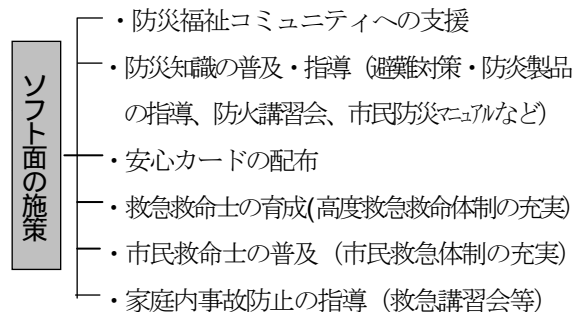 ソフト面の施策
・防災福祉コミュニティへの支援
・防災知識の普及・指導（避難対策・防炎製品
の指導、防火講習会、市民防災マニュアルなど）
・安心カードの配布
・救急救命士の育成(高度救急救命体制の充実)
・市民救命士の普及（市民救急体制の充実）
・家庭内事故防止の指導（救急講習会等）